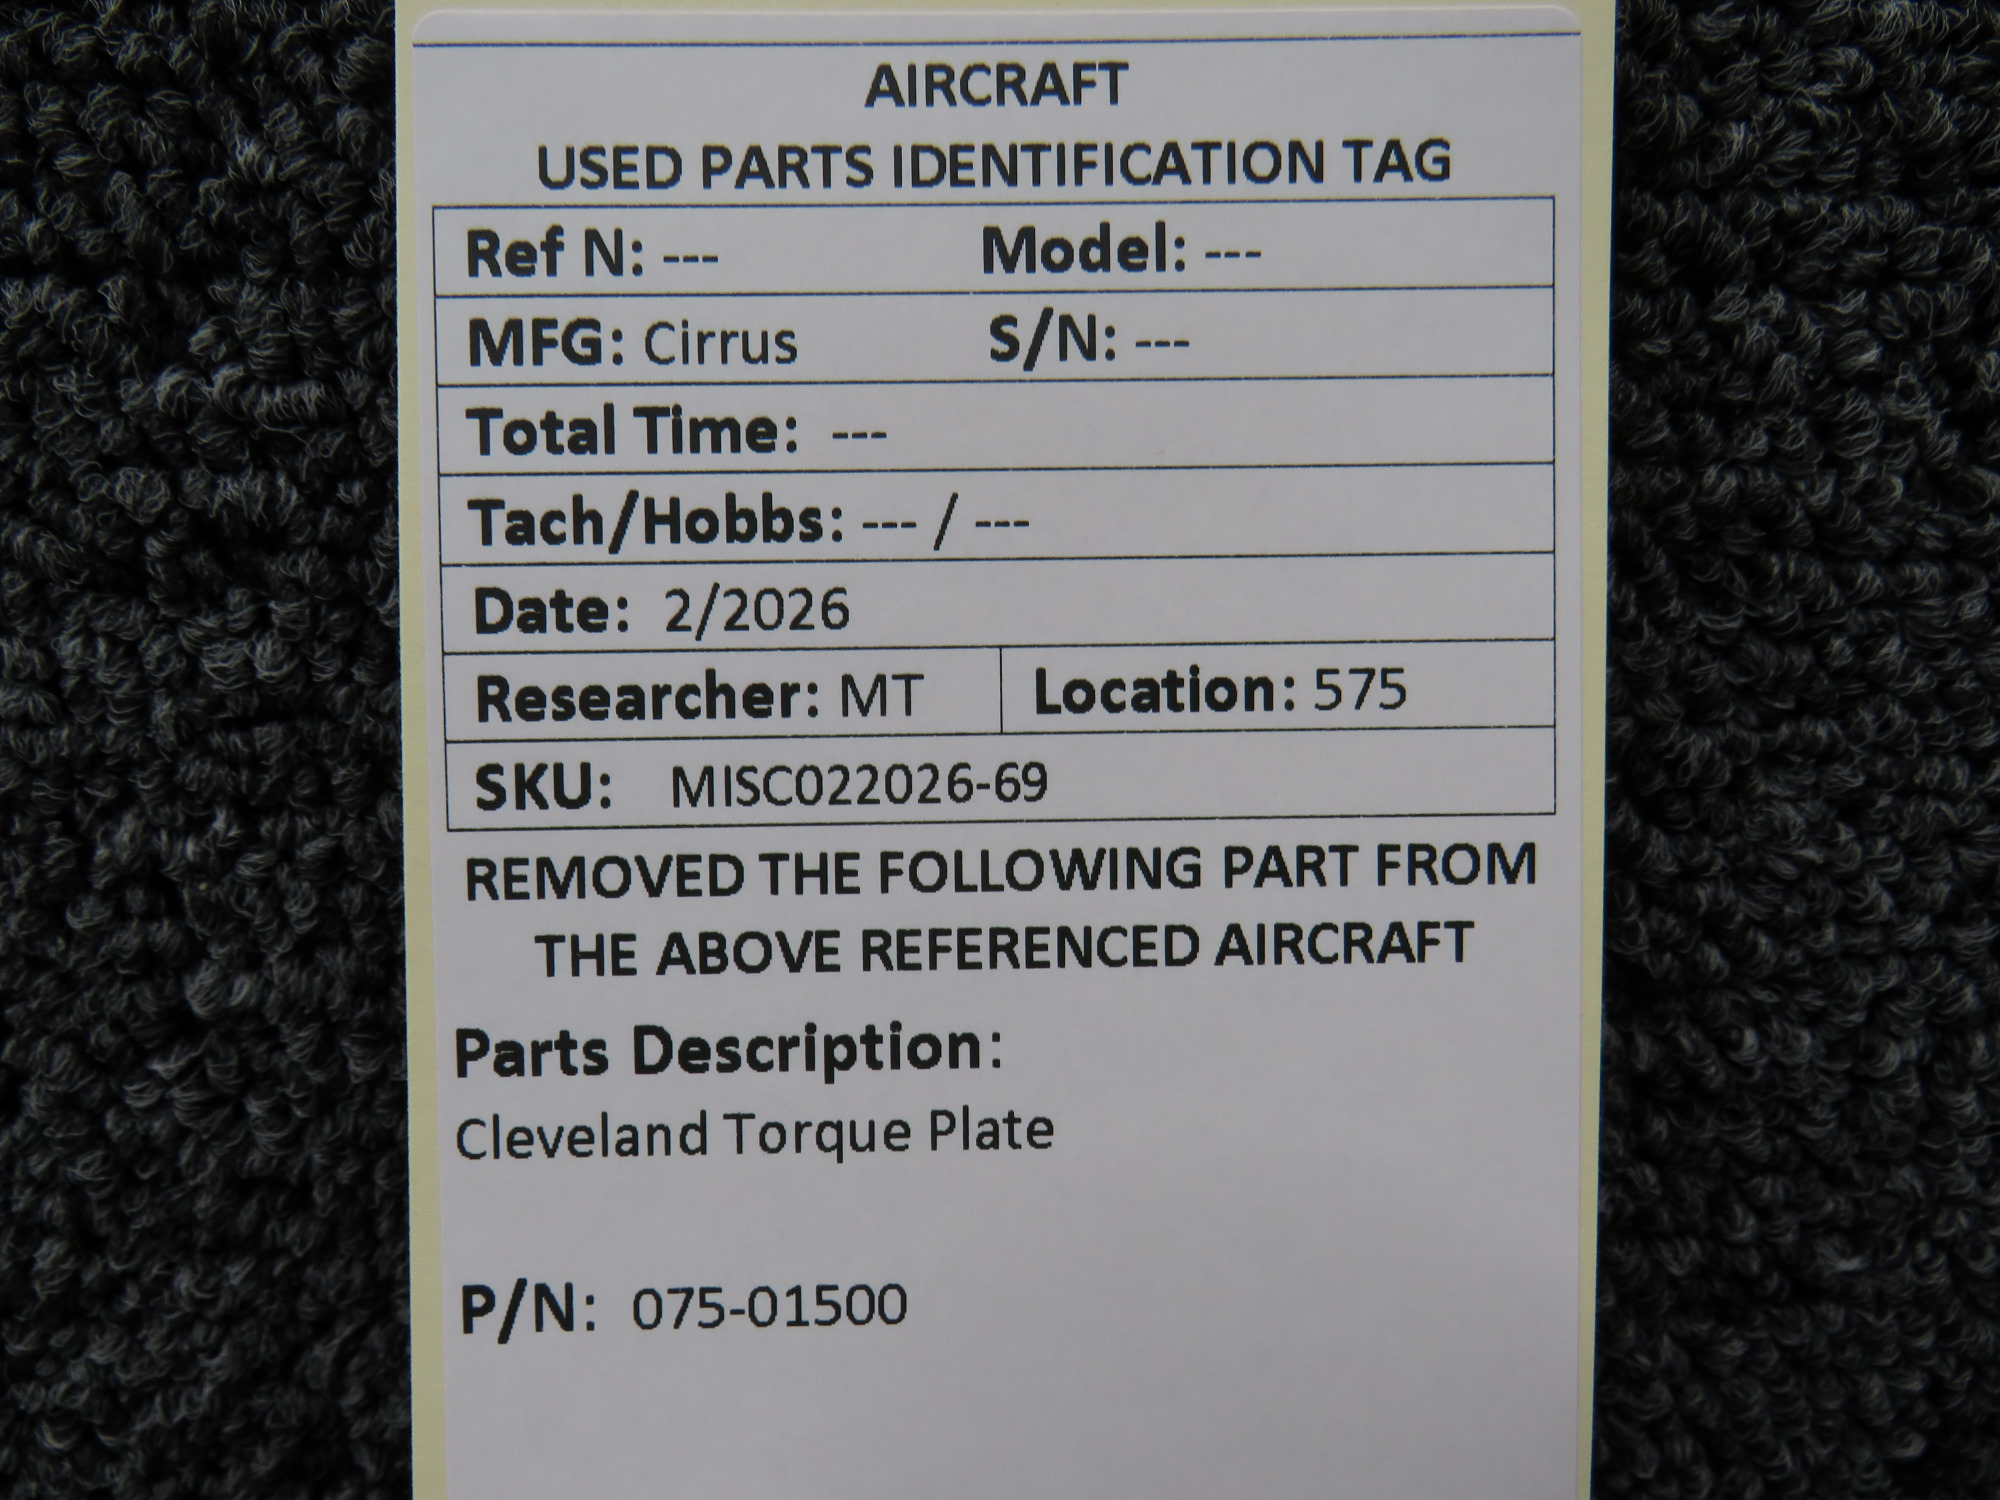 AIRCRAFT
USED PARTS IDENTIFICATION TAG
Ref N: --- Model: ---
MFG: Cirrus S/N: ---
Total Time: ---
Tach/Hobbs: --- / ---
Date: 2/2026
Researcher: MT Location: 575
SKU: MISC022026-69
REMOVED THE FOLLOWING PART FROM
THE ABOVE REFERENCED AIRCRAFT
Parts Description:
Cleveland Torque Plate
P/N: 075-01500